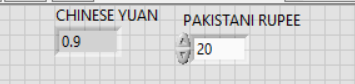 CHINESE YUAN PAKISTANI RUPEE
0.9 20